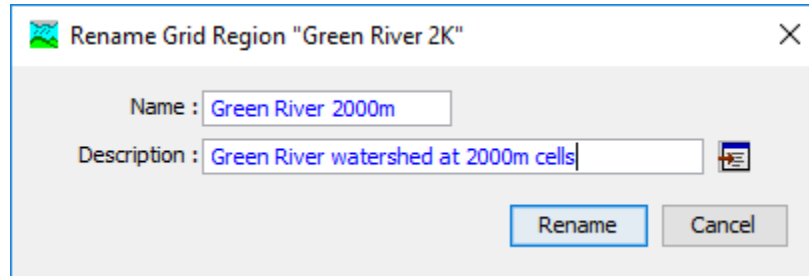 Rename Grid Region "Green River 2K"
Name : Green River 2000m
Description : Green River watershed at 2000m cells
Rename Cancel